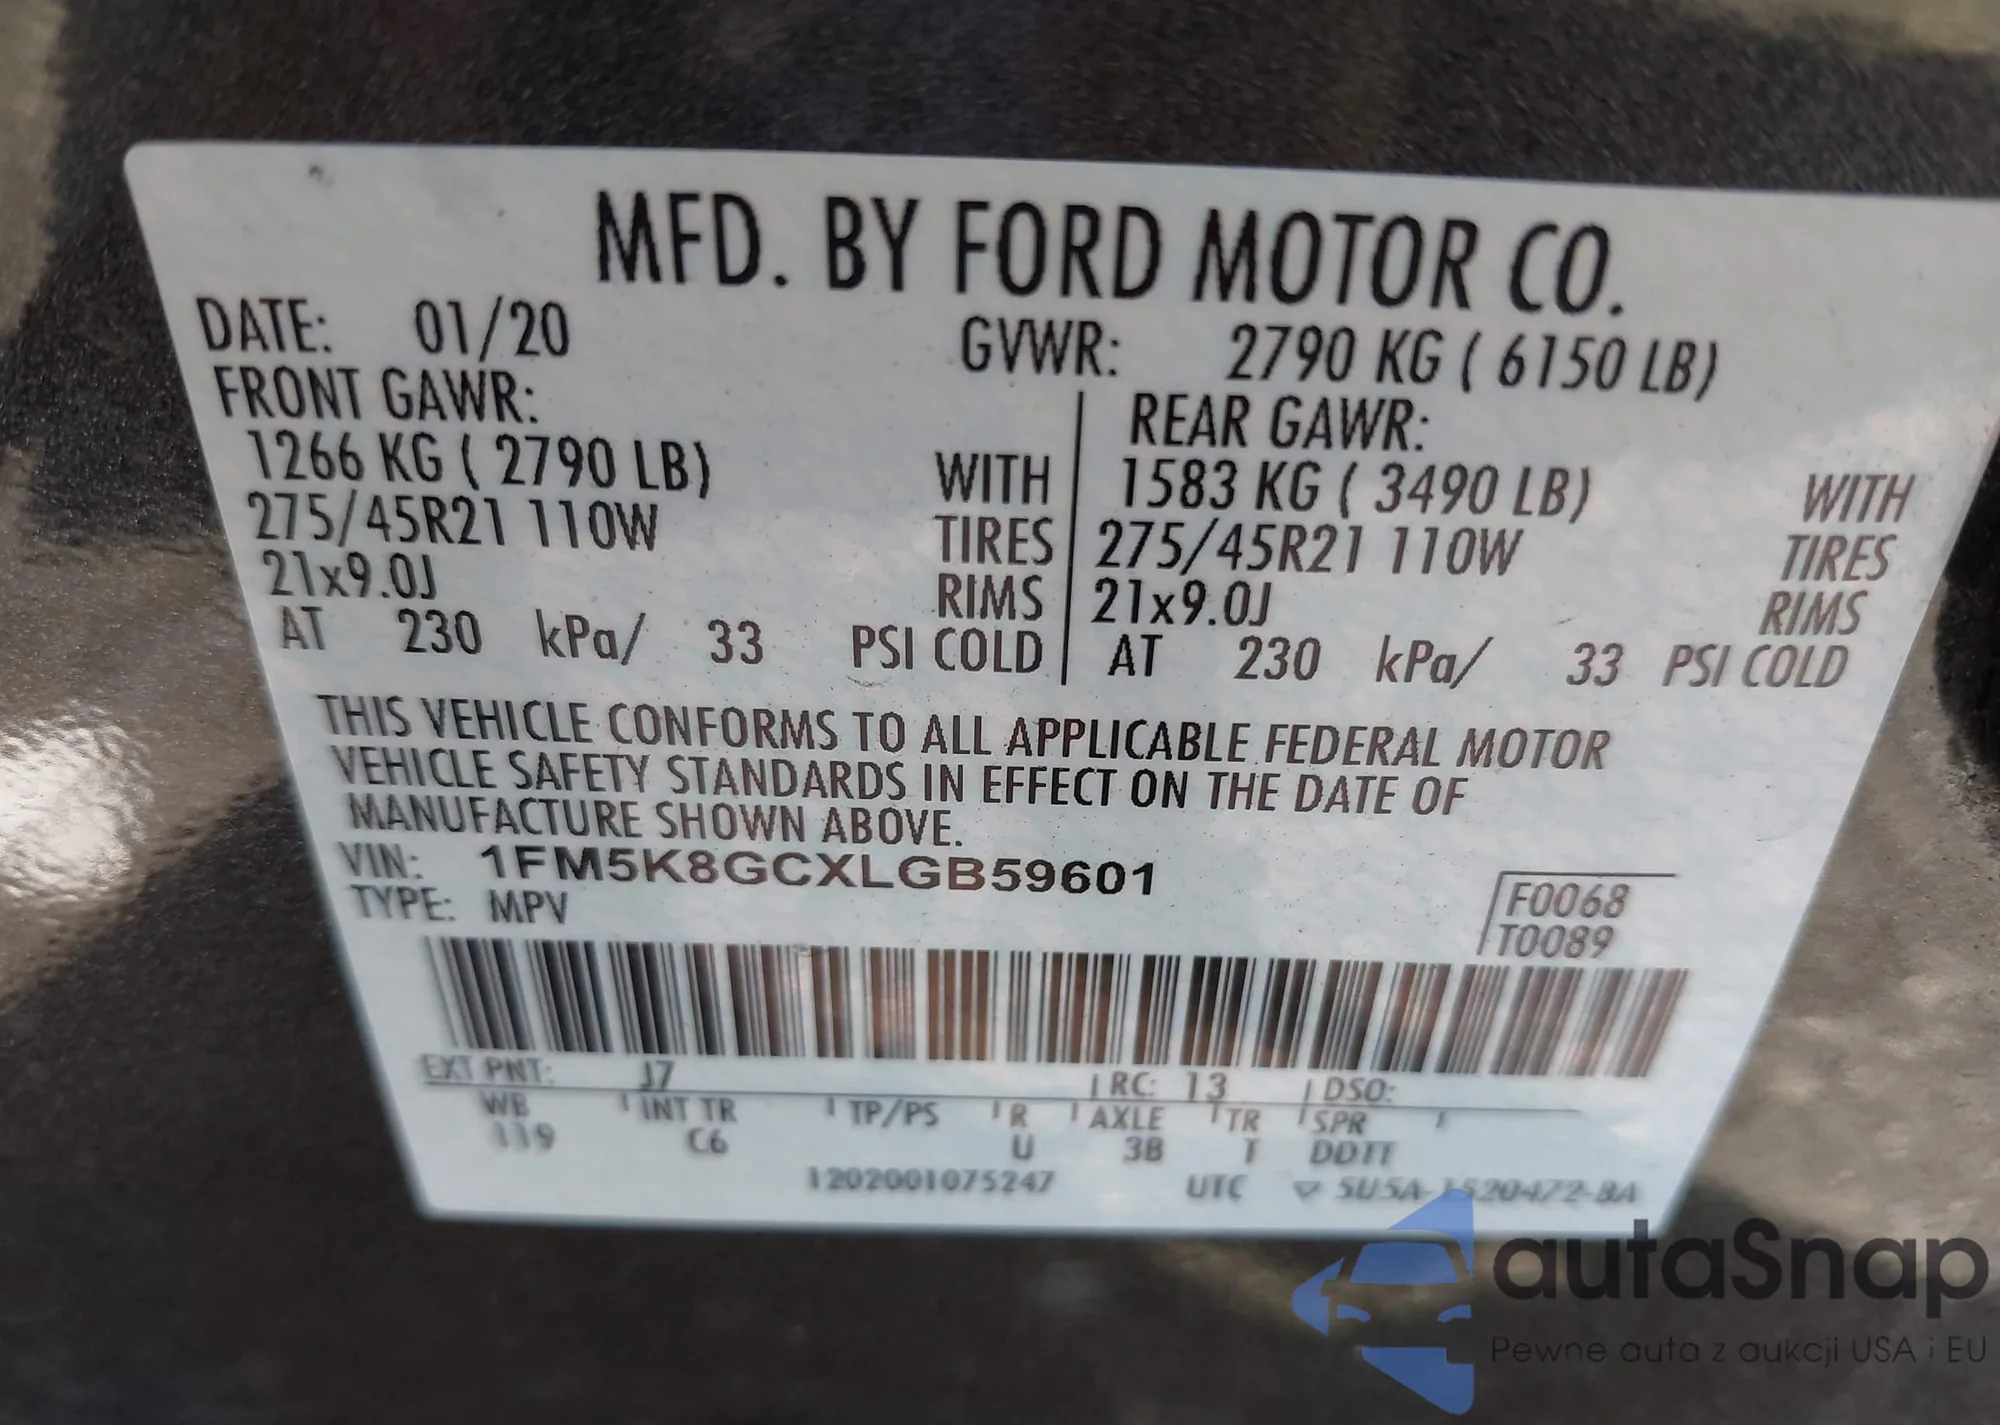 MFD. BY FORD MOTOR CO.
DATE: 01/20 GVWR: 2790 KG ( 6150 LB)
FRONT GAWR: REAR GAWR:
1266 KG ( 2790 LB) WITH 1583 KG ( 3490 LB) WITH
275/45R21 110W TIRES 275/45R21 110W TIRES
21x9.0J RIMS 21x9.0J RIMS
AT 230 kPa/ 33 PSI COLD AT 230 kPa/ 33 PSI COLD
THIS VEHICLE CONFORMS TO ALL APPLICABLE FEDERAL MOTOR
VEHICLE SAFETY STANDARDS IN EFFECT ON THE DATE OF
MANUFACTURE SHOWN ABOVE.
VIN: 1FM5K8GCXLGB59601
TYPE: MPV
F0068
T0089
EXT PNT: J7 RC: 13 DSO:
WB INT TR TP/PS R AXLE TR SPR
119 C6 U 3B T DDTT
1202001075247 UTC 5U5A-1520472-BA
autaSnap
Pewne auta z aukcji USA i EU